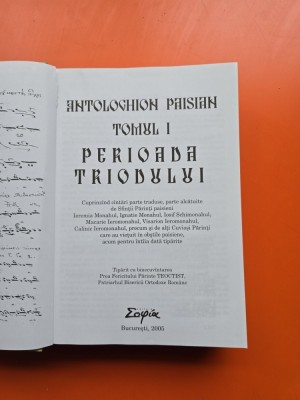 ANTOLOGHION PAISIAN
TOMUL I
PERIOADA
TRIODULUI
Cuprinzând cântări parte traduse, parte alcătuite
de Sfinții Părinți paisieni
Ierovia Monahul, Ignatie Monahul, Iosif Schimonahul,
Macarie Ieromonahul, Visarion Ieromonahul,
Calinic Ieromonahul, precum și de alți Cuvioși Părinți
care au viețuit în obștile paisiene,
acum pentru întâia dată tipărite
Tipărit cu binecuvântarea
Prea Fericitului Părinte TEOCTIST,
Patriarhul Bisericii Ortodoxe Române
Σοφία
București, 2005